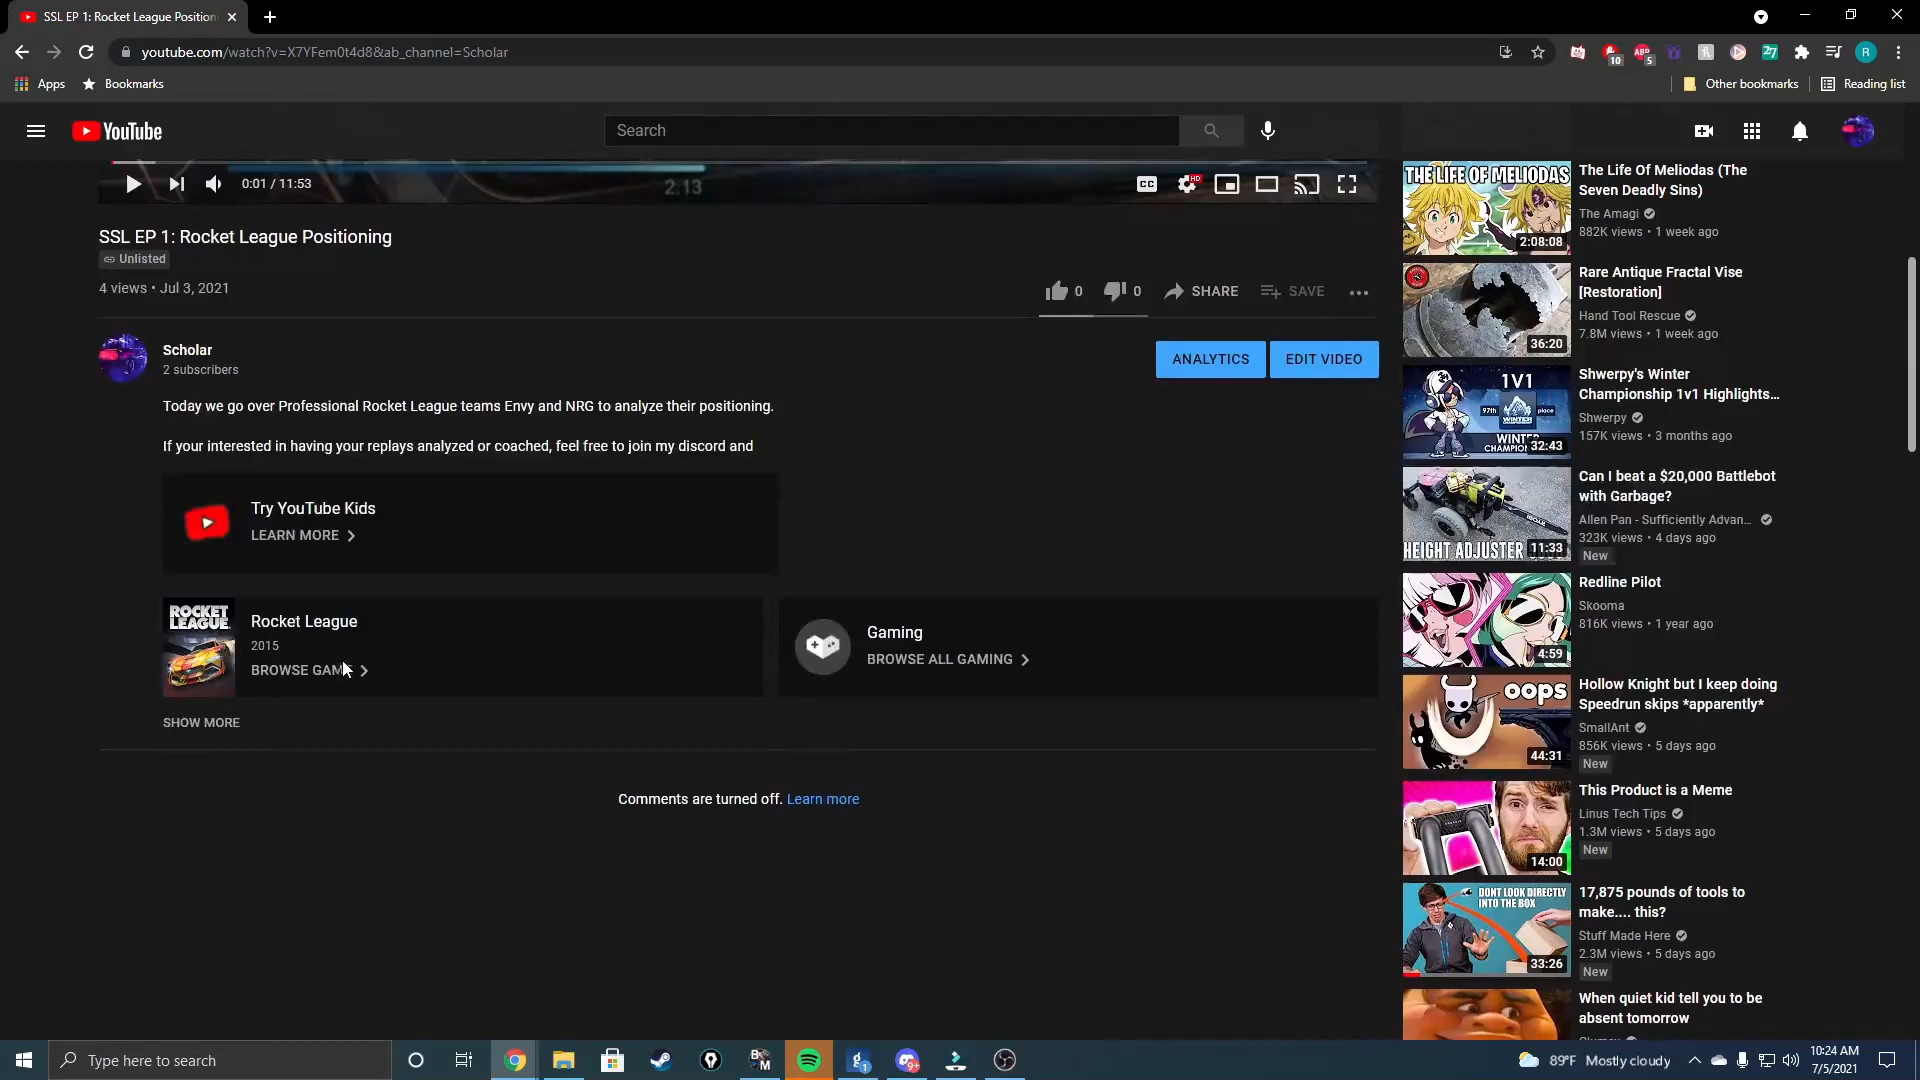 SSL EP 1: Rocket League Position
youtube.com/watch?v=X7YFem0t4d8&ab_channel=Scholar
10
ABP
5
27
R
Apps
Bookmarks
Other bookmarks
Reading list
YouTube
Search
2:13
0:01 / 11:53
CC
HD
SSL EP 1: Rocket League Positioning
Unlisted
4 views • Jul 3, 2021
0
0
SHARE
SAVE
Scholar
2 subscribers
ANALYTICS
EDIT VIDEO
Today we go over Professional Rocket League teams Envy and NRG to analyze their positioning.
If your interested in having your replays analyzed or coached, feel free to join my discord and
Try YouTube Kids
LEARN MORE
ROCKET
LEAGUE
Rocket League
2015
BROWSE GAME
Gaming
BROWSE ALL GAMING
SHOW MORE
Comments are turned off. Learn more
THE LIFE OF MELIODAS
2:08:08
The Life Of Meliodas (The
Seven Deadly Sins)
The Amagi
882K views • 1 week ago
36:20
Rare Antique Fractal Vise
[Restoration]
Hand Tool Rescue
7.8M views • 1 week ago
1V1
97th
place
WINTER
CHAMPION
32:43
Shwerpy's Winter
Championship 1v1 Highlights...
Shwerpy
157K views • 3 months ago
HEIGHT ADJUSTER
11:33
Can I beat a $20,000 Battlebot
with Garbage?
Allen Pan - Sufficiently Advan...
323K views • 4 days ago
New
4:59
Redline Pilot
Skooma
816K views • 1 year ago
oops
44:31
Hollow Knight but I keep doing
Speedrun skips *apparently*
SmallAnt
856K views • 5 days ago
New
14:00
This Product is a Meme
Linus Tech Tips
1.3M views • 5 days ago
New
DONT LOOK DIRECTLY
INTO THE BOX
33:26
17,875 pounds of tools to
make.... this?
Stuff Made Here
2.3M views • 5 days ago
New
When quiet kid tell you to be
absent tomorrow
Type here to search
89°F Mostly cloudy
10:24 AM
7/5/2021